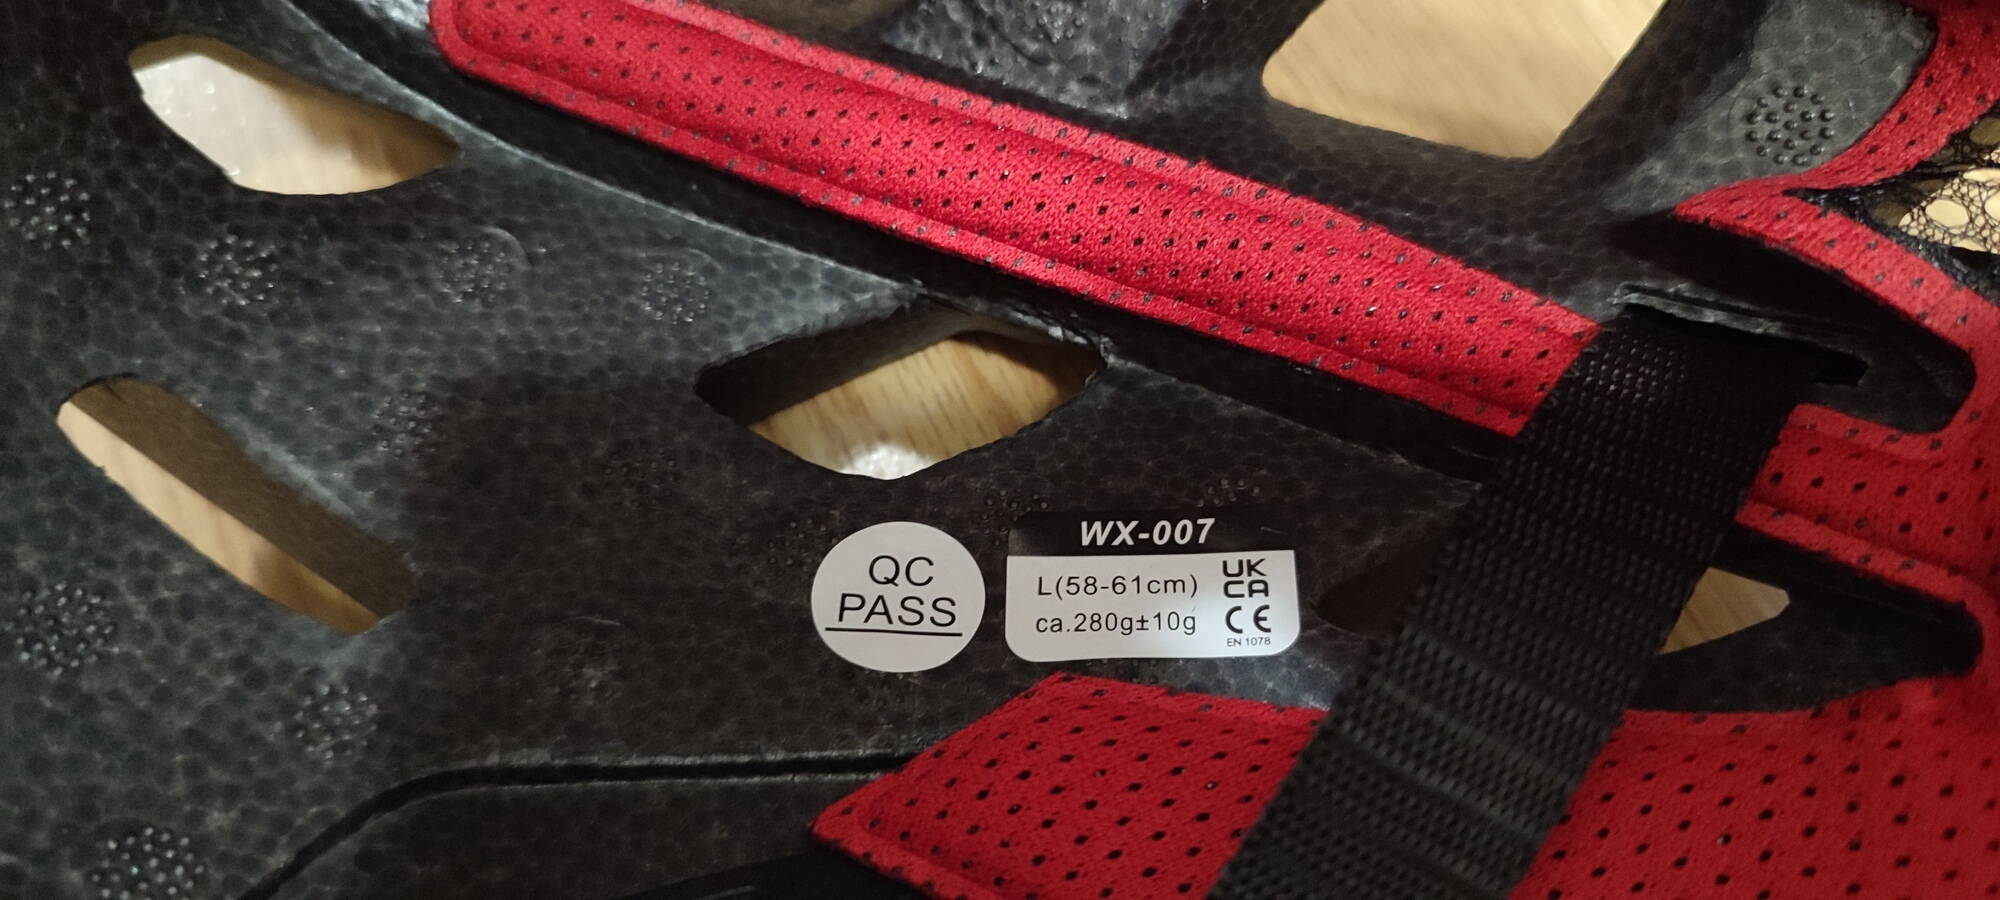 QC
PASS
WX-007
L(58-61cm)
ca.280g±10g
UK
CA
CE
EN 1078